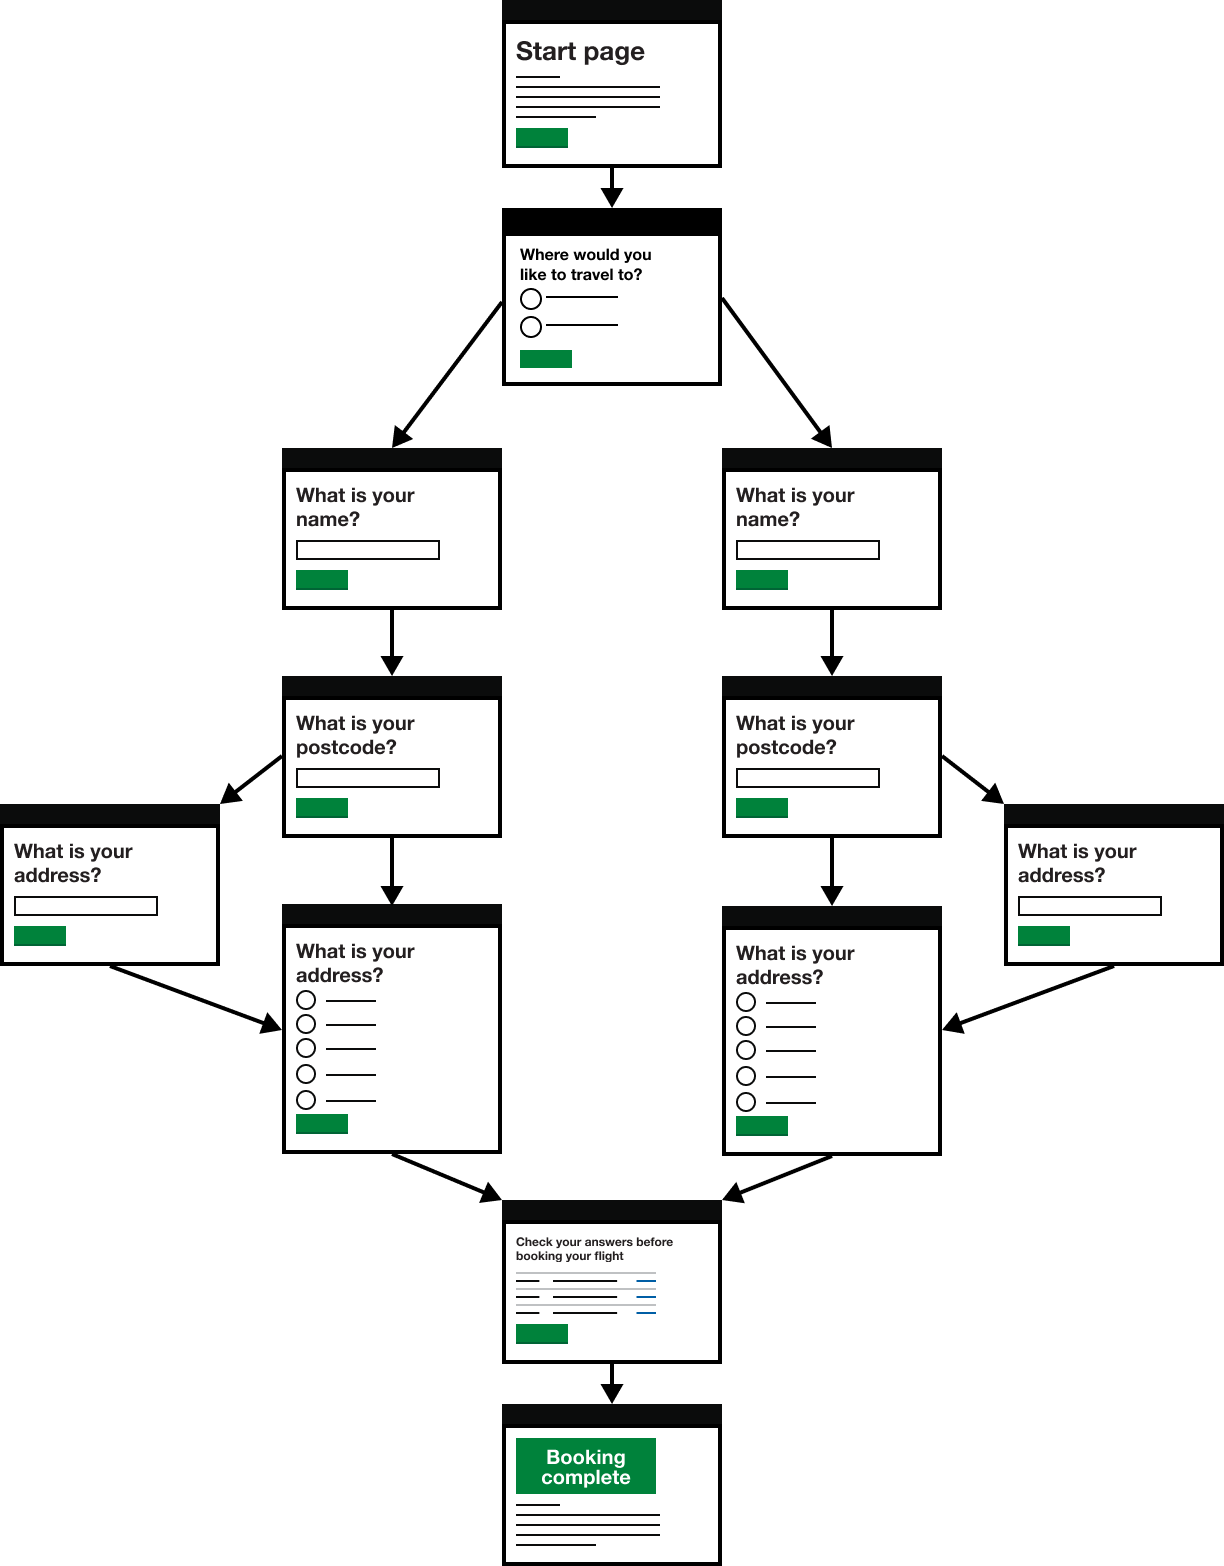 Start page
Where would you
like to travel to?
What is your
name?
What is your
name?
What is your
postcode?
What is your
postcode?
What is your
address?
What is your
address?
What is your
address?
What is your
address?
Check your answers before
booking your flight
Booking
complete